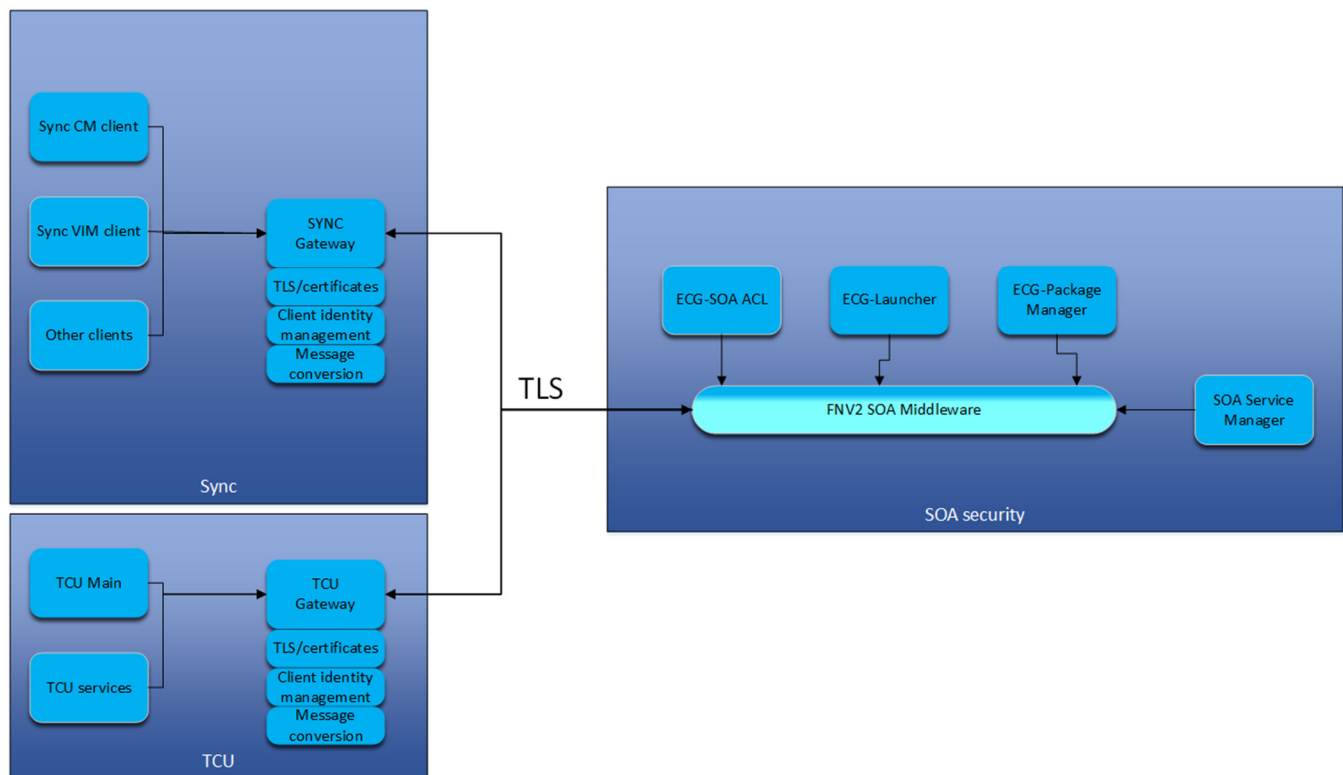 Sync CM client
Sync VIM client
Other clients
SYNC
Gateway
TLS/certificates
Client identity
management
Message
conversion
Sync
TCU Main
TCU services
TCU
Gateway
TLS/certificates
Client identity
management
Message
conversion
TCU
TLS
ECG-SOA ACL
ECG-Launcher
ECG-Package
Manager
FNV2 SOA Middleware
SOA Service
Manager
SOA security